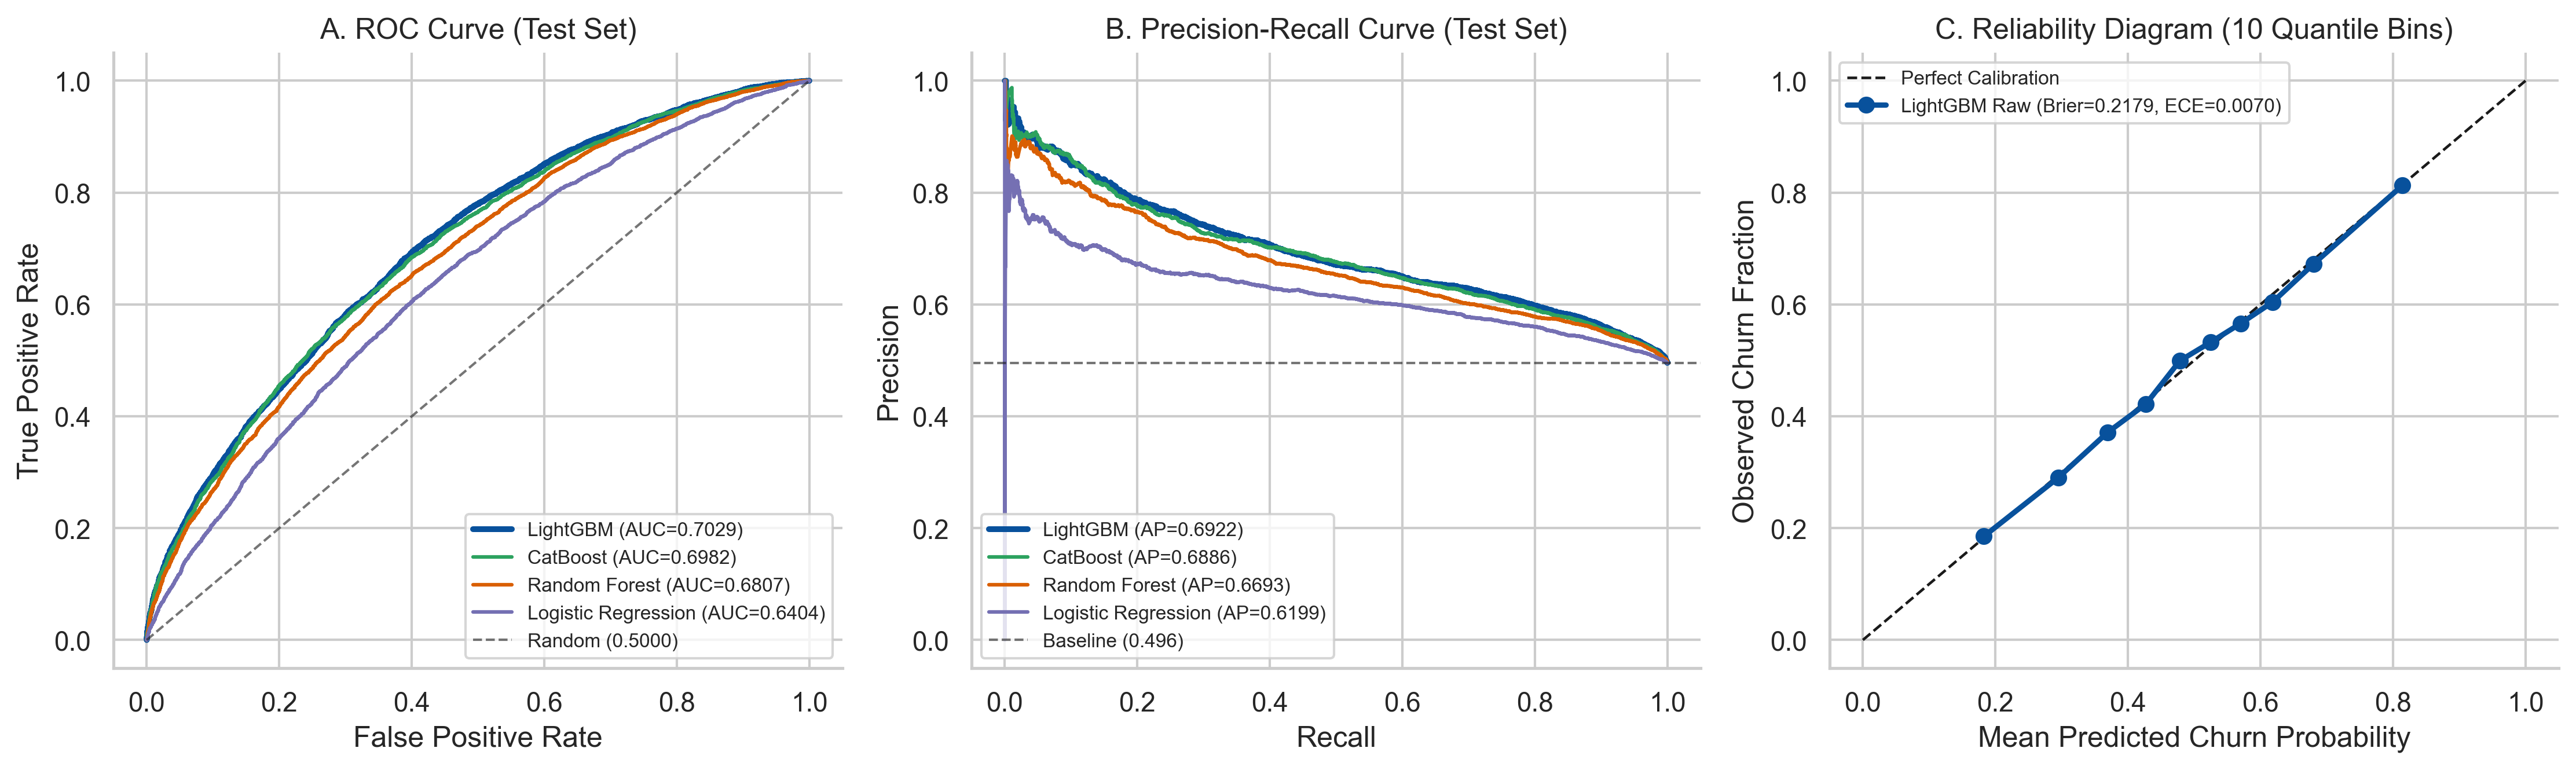 A. ROC Curve (Test Set)
True Positive Rate
1.0
0.8
0.6
0.4
0.2
0.0
LightGBM (AUC=0.7029)
CatBoost (AUC=0.6982)
Random Forest (AUC=0.6807)
Logistic Regression (AUC=0.6404)
Random (0.5000)
0.0 0.2 0.4 0.6 0.8 1.0
False Positive Rate
B. Precision-Recall Curve (Test Set)
Precision
1.0
0.8
0.6
0.4
0.2
0.0
LightGBM (AP=0.6922)
CatBoost (AP=0.6886)
Random Forest (AP=0.6693)
Logistic Regression (AP=0.6199)
Baseline (0.496)
0.0 0.2 0.4 0.6 0.8 1.0
Recall
C. Reliability Diagram (10 Quantile Bins)
Observed Churn Fraction
1.0
0.8
0.6
0.4
0.2
0.0
Perfect Calibration
LightGBM Raw (Brier=0.2179, ECE=0.0070)
0.0 0.2 0.4 0.6 0.8 1.0
Mean Predicted Churn Probability